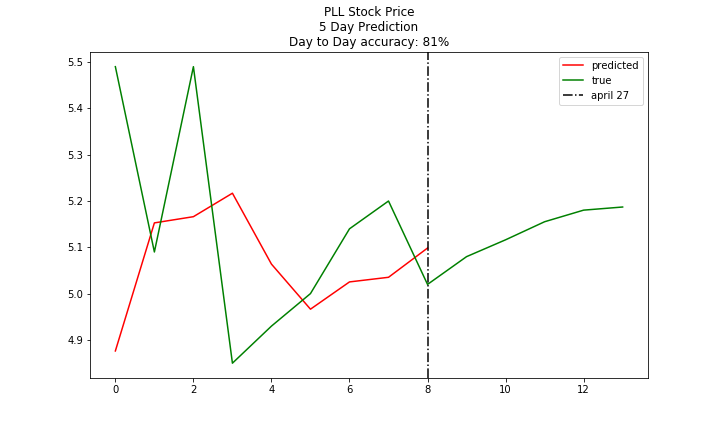 PLL Stock Price
5 Day Prediction
Day to Day accuracy: 81%
predicted
true
april 27
5.5
5.4
5.3
5.2
5.1
5.0
4.9
0 2 4 6 8 10 12